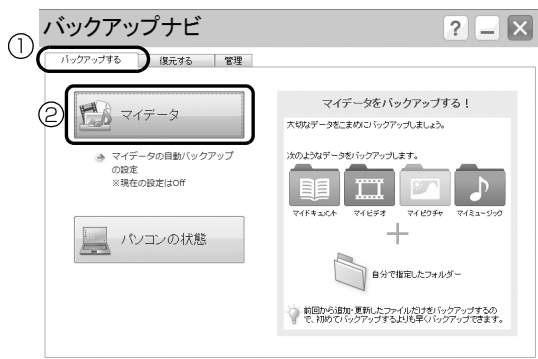 バックアップナビ
?
①
バックアップする 復元する 管理
②
マイデータ
マイデータの自動バックアップ
の設定
※現在の設定はOff
パソコンの状態
マイデータをバックアップする！
大切なデータをこまめにバックアップしましょう。
次のようなデータをバックアップします。
マイドキュメント マイビデオ マイピクチャ マイミュージック
自分で指定したフォルダー
前回から追加・更新したファイルだけをバックアップするの
で、初めてバックアップするよりも早くバックアップできます。